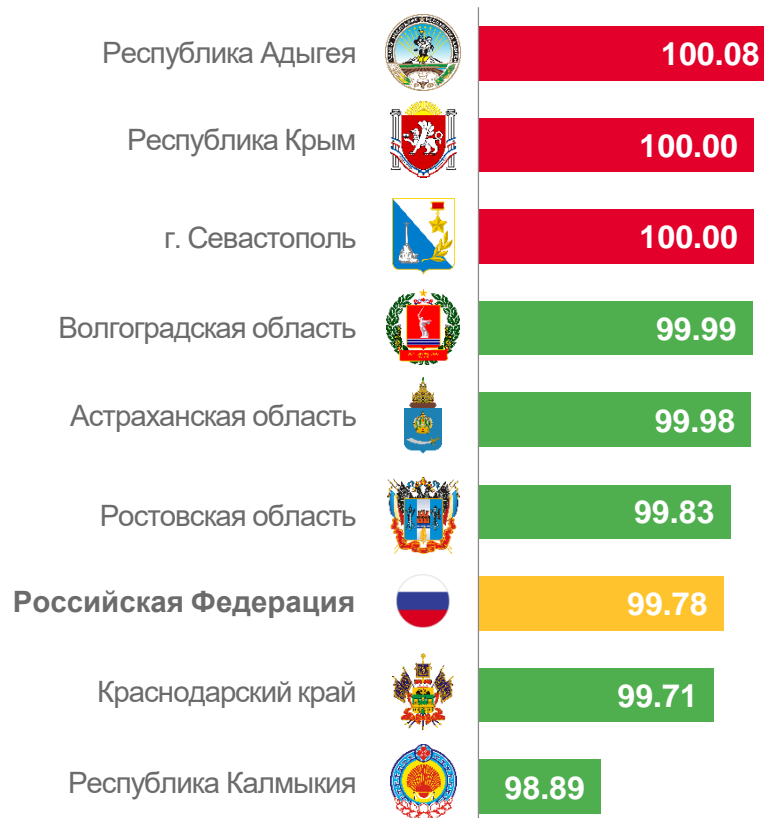 Республика Адыгея 100.08
Республика Крым 100.00
г. Севастополь 100.00
Волгоградская область 99.99
Астраханская область 99.98
Ростовская область 99.83
Российская Федерация 99.78
Краснодарский край 99.71
Республика Калмыкия 98.89